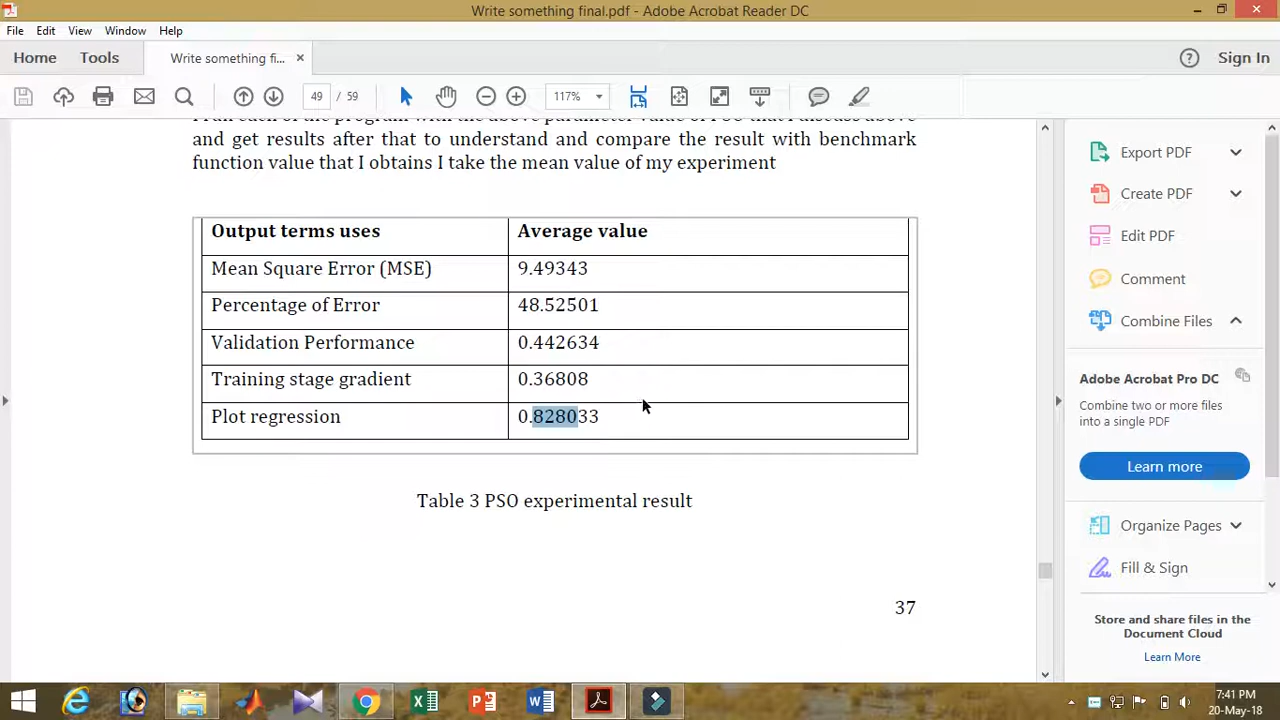 Write something final.pdf - Adobe Acrobat Reader DC
File Edit View Window Help
Home Tools Write something fi... × Sign In
49 / 59 117%
and get results after that to understand and compare the result with benchmark
function value that I obtains I take the mean value of my experiment
Output terms uses Average value
Mean Square Error (MSE) 9.49343
Percentage of Error 48.52501
Validation Performance 0.442634
Training stage gradient 0.36808
Plot regression 0.828033
Table 3 PSO experimental result
37
Export PDF
Create PDF
Edit PDF
Comment
Combine Files
Adobe Acrobat Pro DC
Combine two or more files
into a single PDF
Learn more
Organize Pages
Fill & Sign
Store and share files in the
Document Cloud
Learn More
7:41 PM
20-May-18